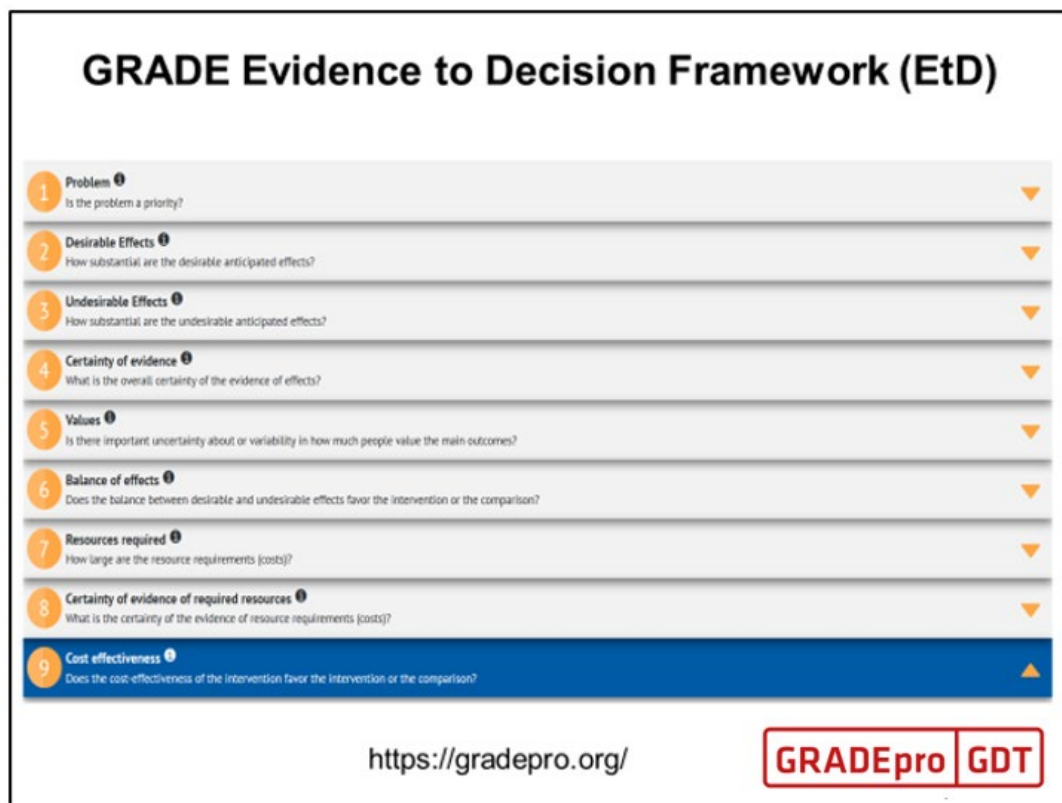 GRADE Evidence to Decision Framework (EtD)
1
Problem
Is the problem a priority?
2
Desirable Effects
How substantial are the desirable anticipated effects?
3
Undesirable Effects
How substantial are the undesirable anticipated effects?
4
Certainty of evidence
What is the overall certainty of the evidence of effects?
5
Values
Is there important uncertainty about or variability in how much people value the main outcomes?
6
Balance of effects
Does the balance between desirable and undesirable effects favor the intervention or the comparison?
7
Resources required
How large are the resource requirements (costs)?
8
Certainty of evidence of required resources
What is the certainty of the evidence of resource requirements (costs)?
9
Cost effectiveness
Does the cost-effectiveness of the intervention favor the intervention or the comparison?
https://gradepro.org/
GRADEpro GDT